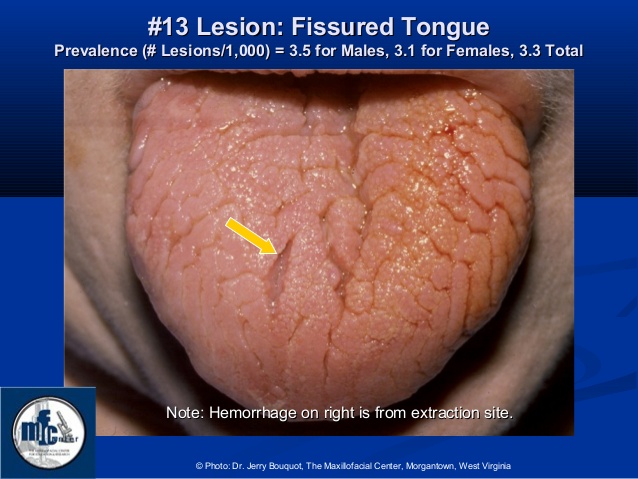 #13 Lesion: Fissured Tongue
Prevalence (# Lesions/1,000) = 3.5 for Males, 3.1 for Females, 3.3 Total
Note: Hemorrhage on right is from extraction site.
mfc
© Photo: Dr. Jerry Bouquot, The Maxillofacial Center, Morgantown, West Virginia